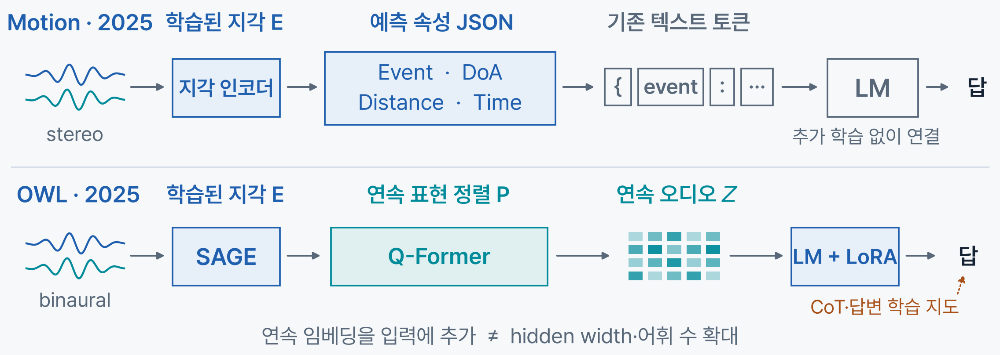 Motion · 2025 학습된 지각 E 예측 속성 JSON 기존 텍스트 토큰
지각 인코더
Event · DoA
Distance · Time
{ event : ···
LM
답
stereo
추가 학습 없이 연결
OWL · 2025 학습된 지각 E 연속 표현 정렬 P 연속 오디오 Z
SAGE
Q-Former
LM + LoRA
답
binaural
CoT·답변 학습 지도
연속 임베딩을 입력에 추가 ≠ hidden width·어휘 수 확대